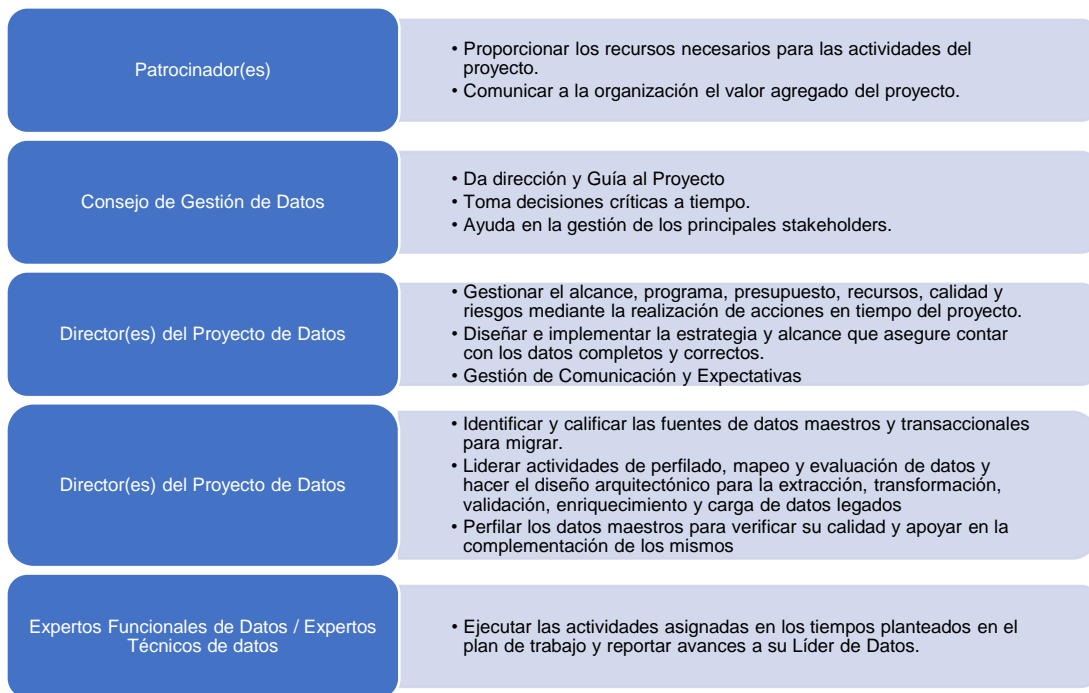 Patrocinador(es)
• Proporcionar los recursos necesarios para las actividades del
proyecto.
• Comunicar a la organización el valor agregado del proyecto.
Consejo de Gestión de Datos
• Da dirección y Guía al Proyecto
• Toma decisiones críticas a tiempo.
• Ayuda en la gestión de los principales stakeholders.
Director(es) del Proyecto de Datos
• Gestionar el alcance, programa, presupuesto, recursos, calidad y
riesgos mediante la realización de acciones en tiempo del proyecto.
• Diseñar e implementar la estrategia y alcance que asegure contar
con los datos completos y correctos.
• Gestión de Comunicación y Expectativas
Director(es) del Proyecto de Datos
• Identificar y calificar las fuentes de datos maestros y transaccionales
para migrar.
• Liderar actividades de perfilado, mapeo y evaluación de datos y
hacer el diseño arquitectónico para la extracción, transformación,
validación, enriquecimiento y carga de datos legados
• Perfilar los datos maestros para verificar su calidad y apoyar en la
complementación de los mismos
Expertos Funcionales de Datos / Expertos
Técnicos de datos
• Ejecutar las actividades asignadas en los tiempos planteados en el
plan de trabajo y reportar avances a su Líder de Datos.